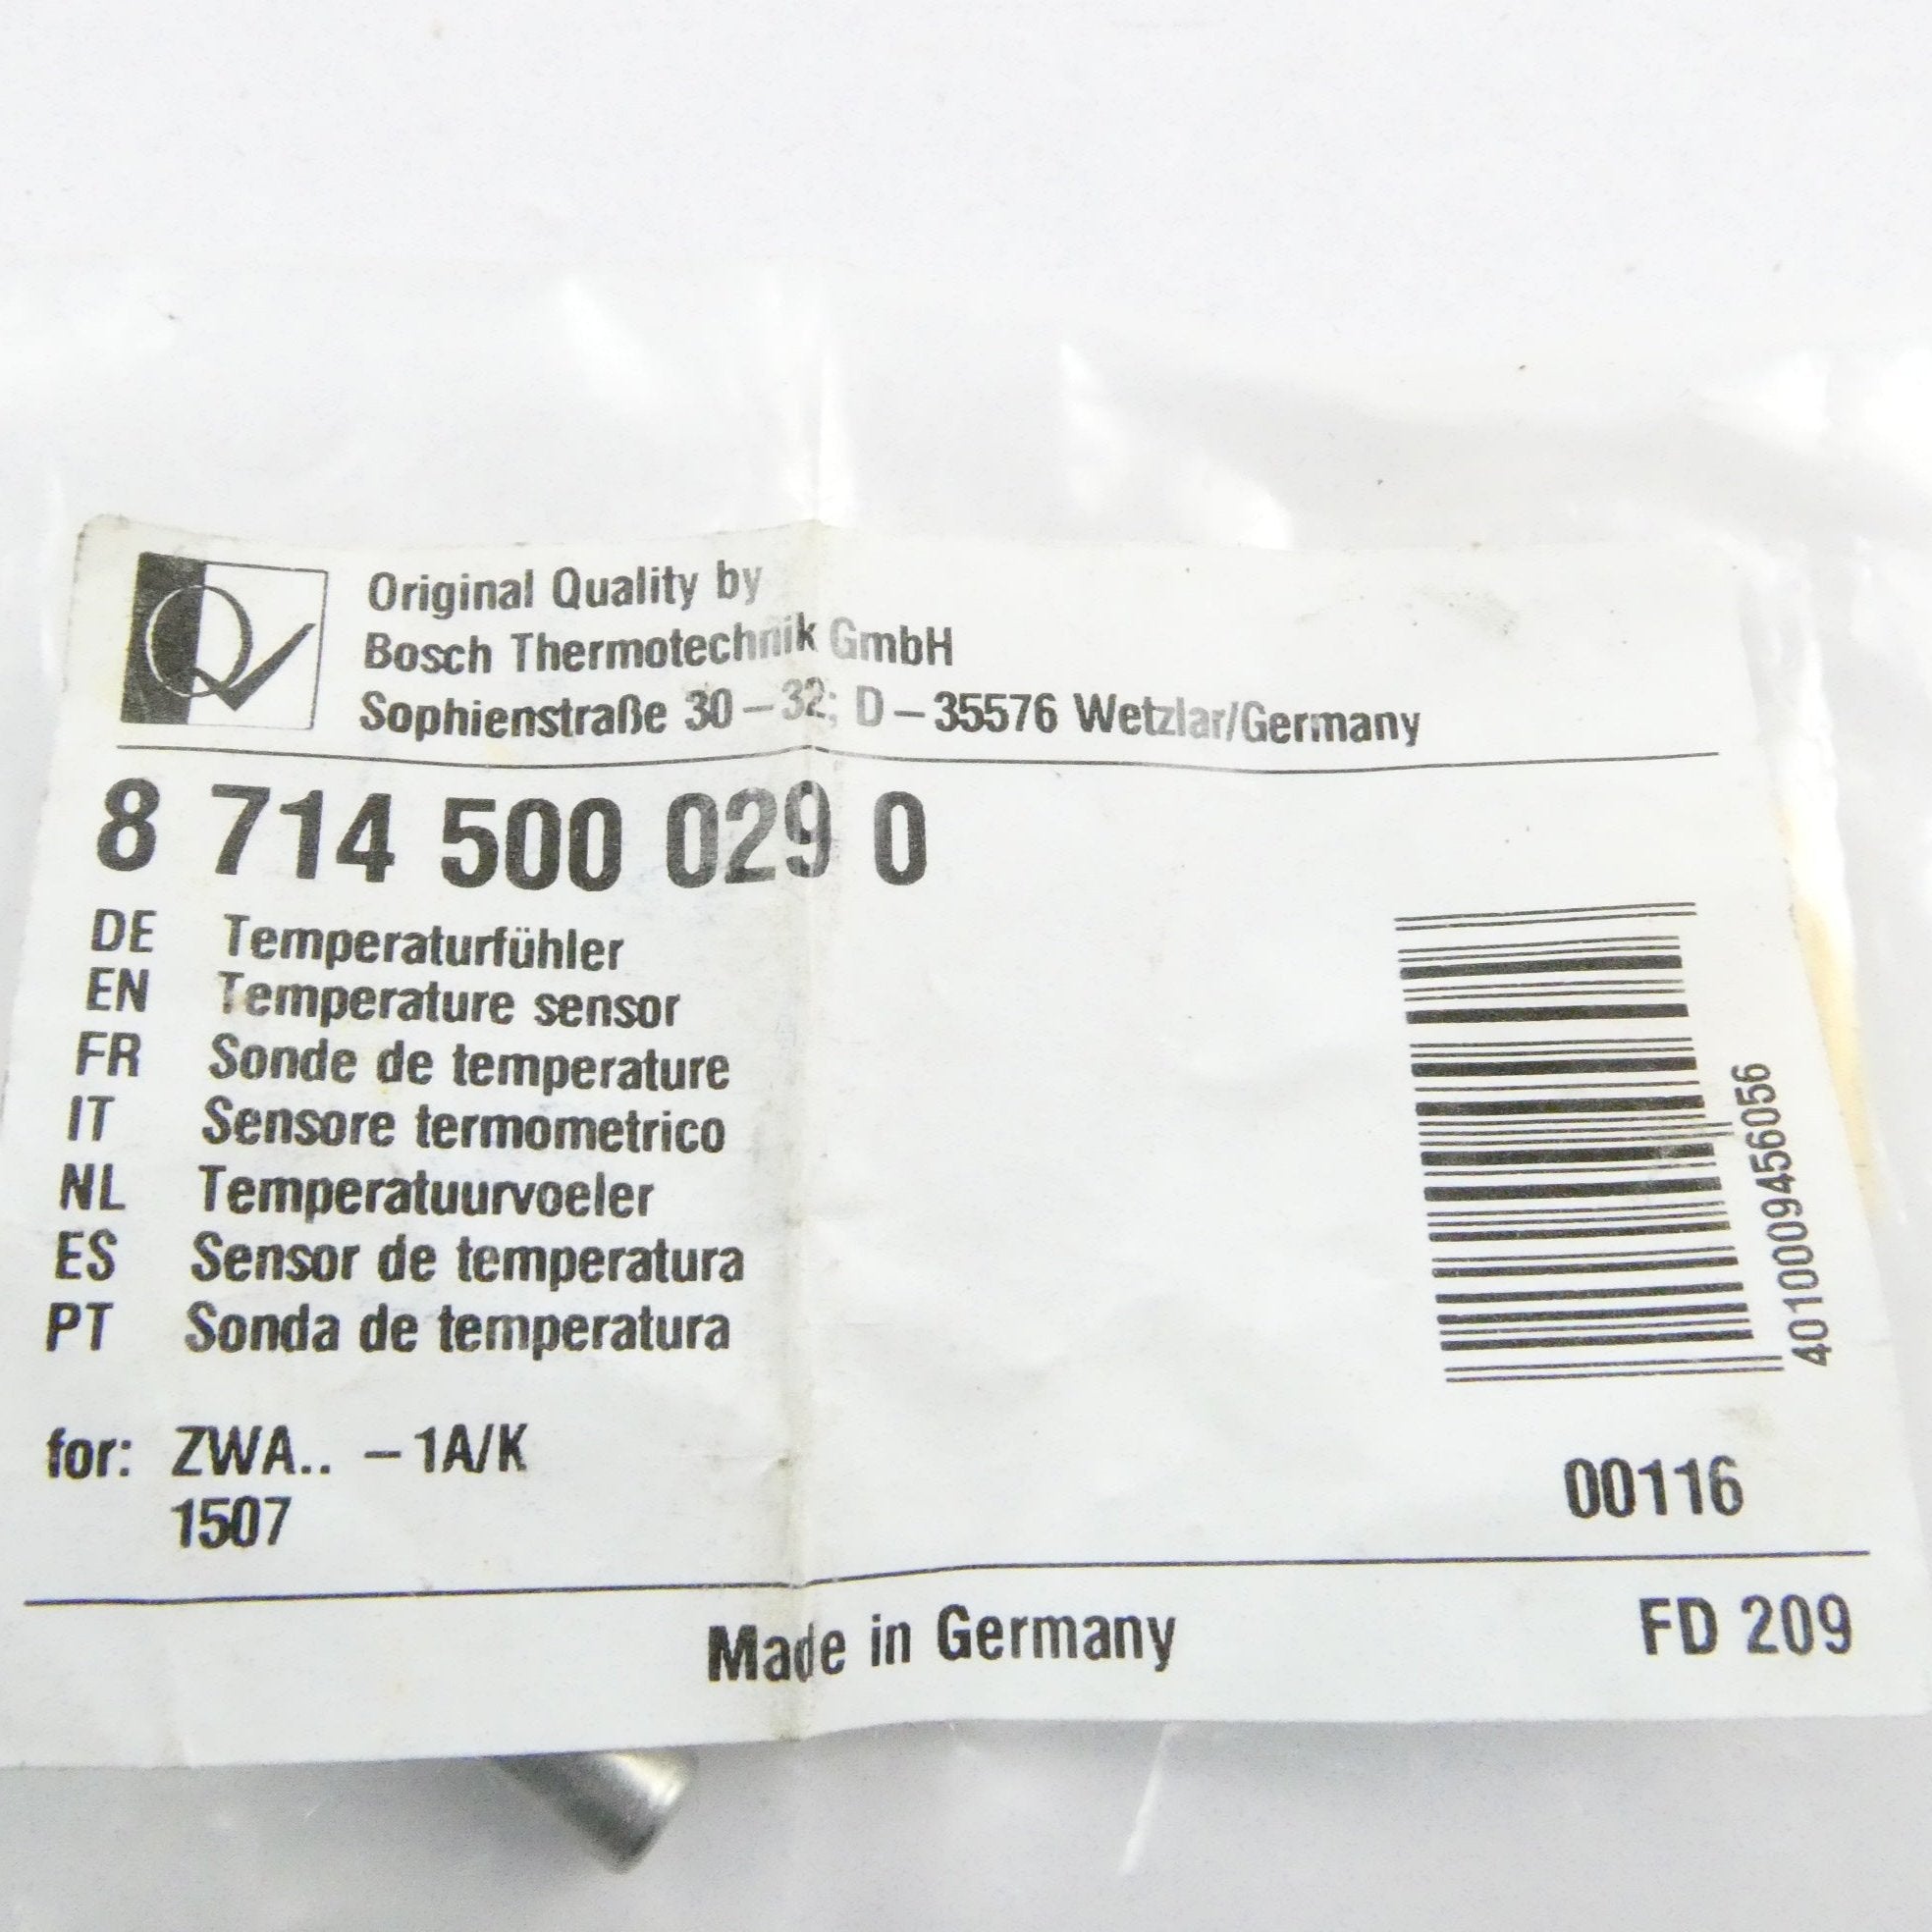 Original Quality by
Bosch Thermotechnik GmbH
Sophienstraße 30 – 32; D – 35576 Wetzlar/Germany
8 714 500 029 0
DE Temperaturfühler
EN Temperature sensor
FR Sonde de temperature
IT Sensore termometrico
NL Temperatuurvoeler
ES Sensor de temperatura
PT Sonda de temperatura
4010009456056
for: ZWA.. – 1A/K
1507
00116
Made in Germany
FD 209